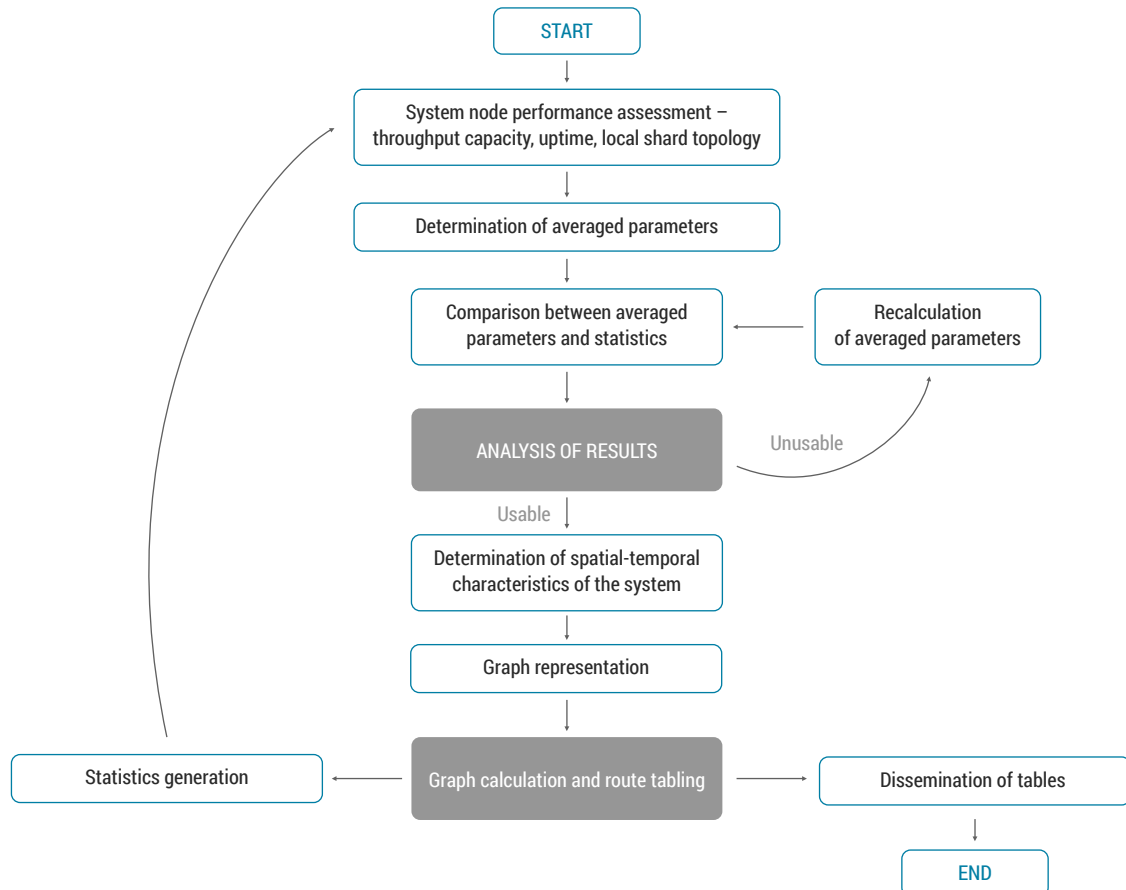 START
System node performance assessment –
throughput capacity, uptime, local shard topology
Determination of averaged parameters
Comparison between averaged
parameters and statistics
Recalculation
of averaged parameters
ANALYSIS OF RESULTS
Unusable
Usable
Determination of spatial-temporal
characteristics of the system
Graph representation
Statistics generation
Graph calculation and route tabling
Dissemination of tables
END